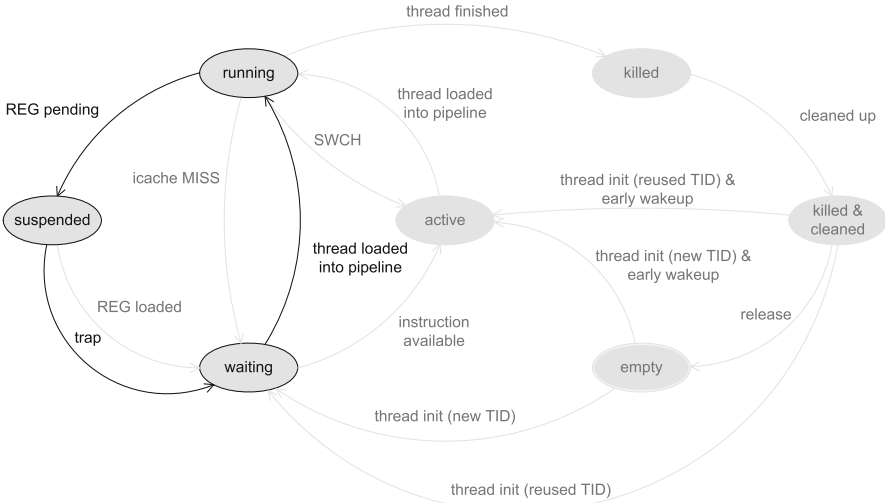 thread finished
running
killed
thread loaded
into pipeline
REG pending
cleaned up
SWCH
icache MISS
thread init (reused TID) &
early wakeup
suspended
active
killed &
cleaned
thread loaded
into pipeline
thread init (new TID) &
early wakeup
REG loaded
release
instruction
available
trap
waiting
empty
thread init (new TID)
thread init (reused TID)